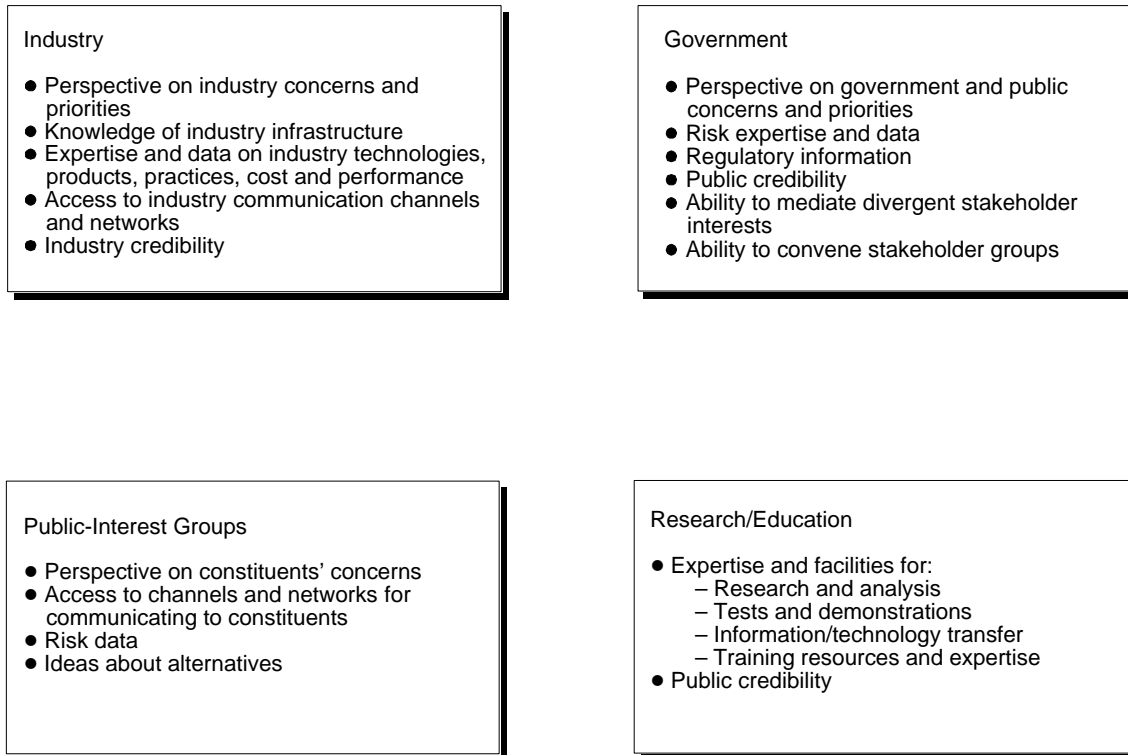 Industry
● Perspective on industry concerns and
priorities
● Knowledge of industry infrastructure
● Expertise and data on industry technologies,
products, practices, cost and performance
● Access to industry communication channels
and networks
● Industry credibility
Government
● Perspective on government and public
concerns and priorities
● Risk expertise and data
● Regulatory information
● Public credibility
● Ability to mediate divergent stakeholder
interests
● Ability to convene stakeholder groups
Public-Interest Groups
● Perspective on constituents’ concerns
● Access to channels and networks for
communicating to constituents
● Risk data
● Ideas about alternatives
Research/Education
● Expertise and facilities for:
– Research and analysis
– Tests and demonstrations
– Information/technology transfer
– Training resources and expertise
● Public credibility